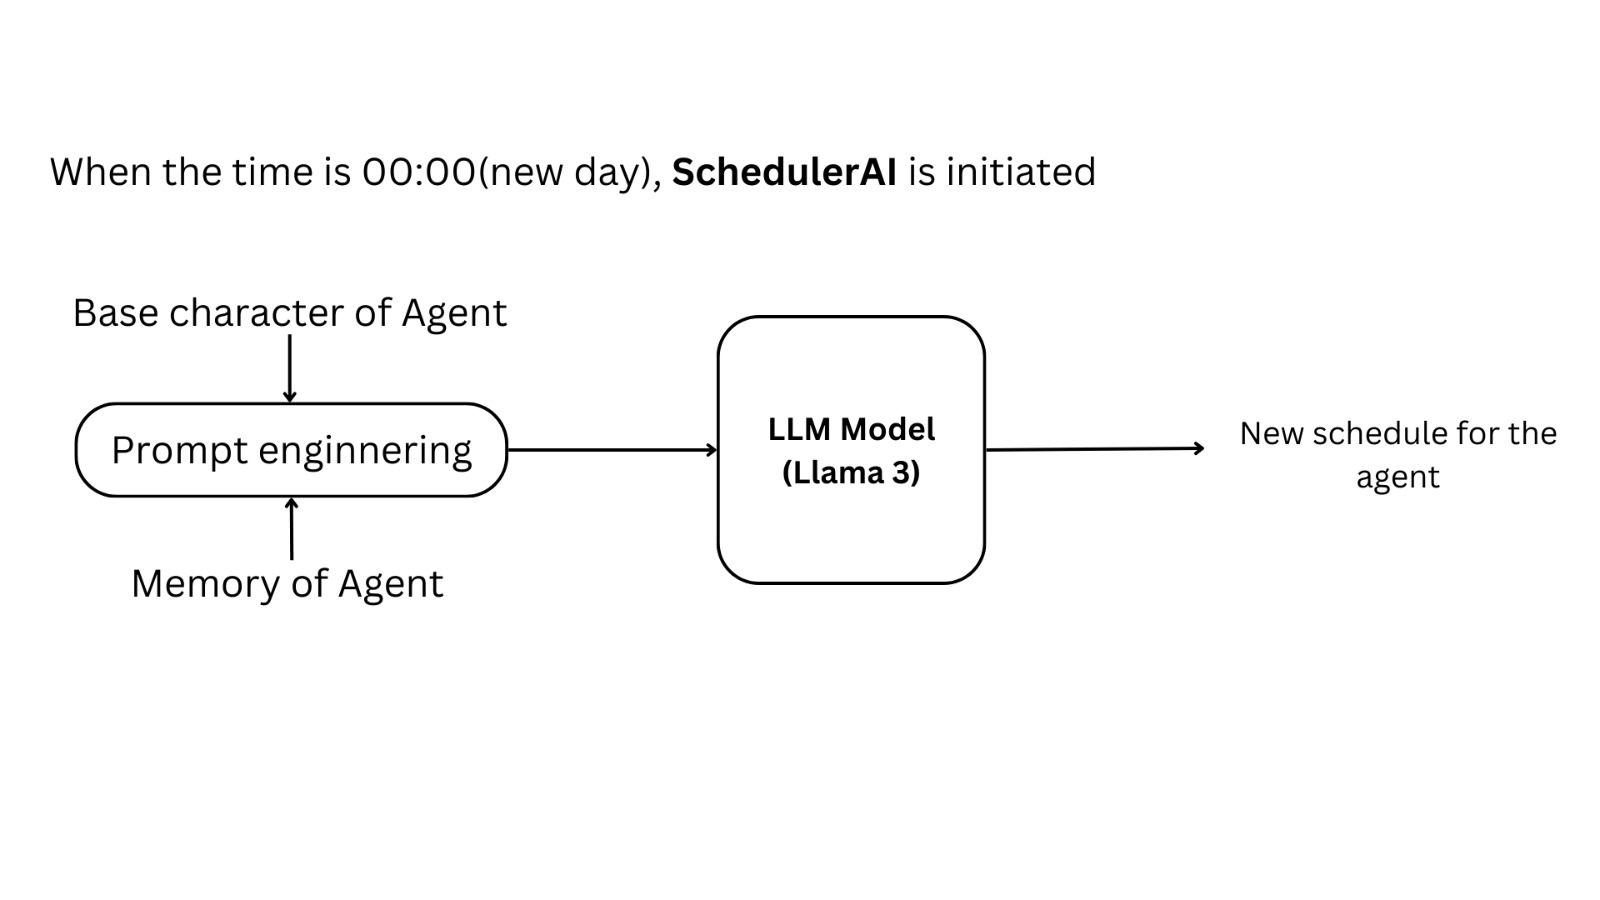 When the time is 00:00(new day), SchedulerAI is initiated
Base character of Agent
Prompt enginnering
Memory of Agent
LLM Model
(Llama 3)
New schedule for the
agent